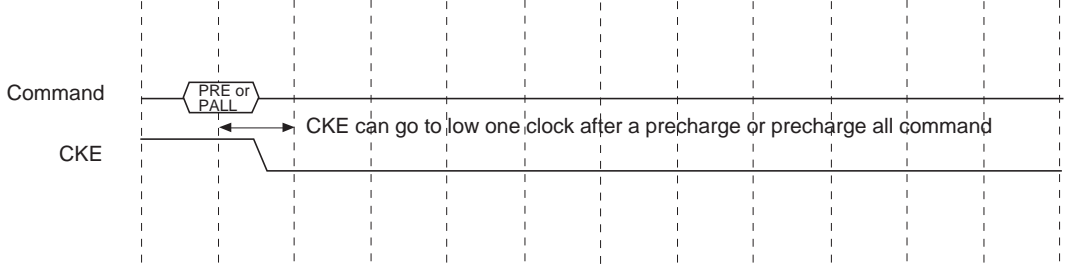 Command
PRE or
PALL
CKE can go to low one clock after a precharge or precharge all command
CKE